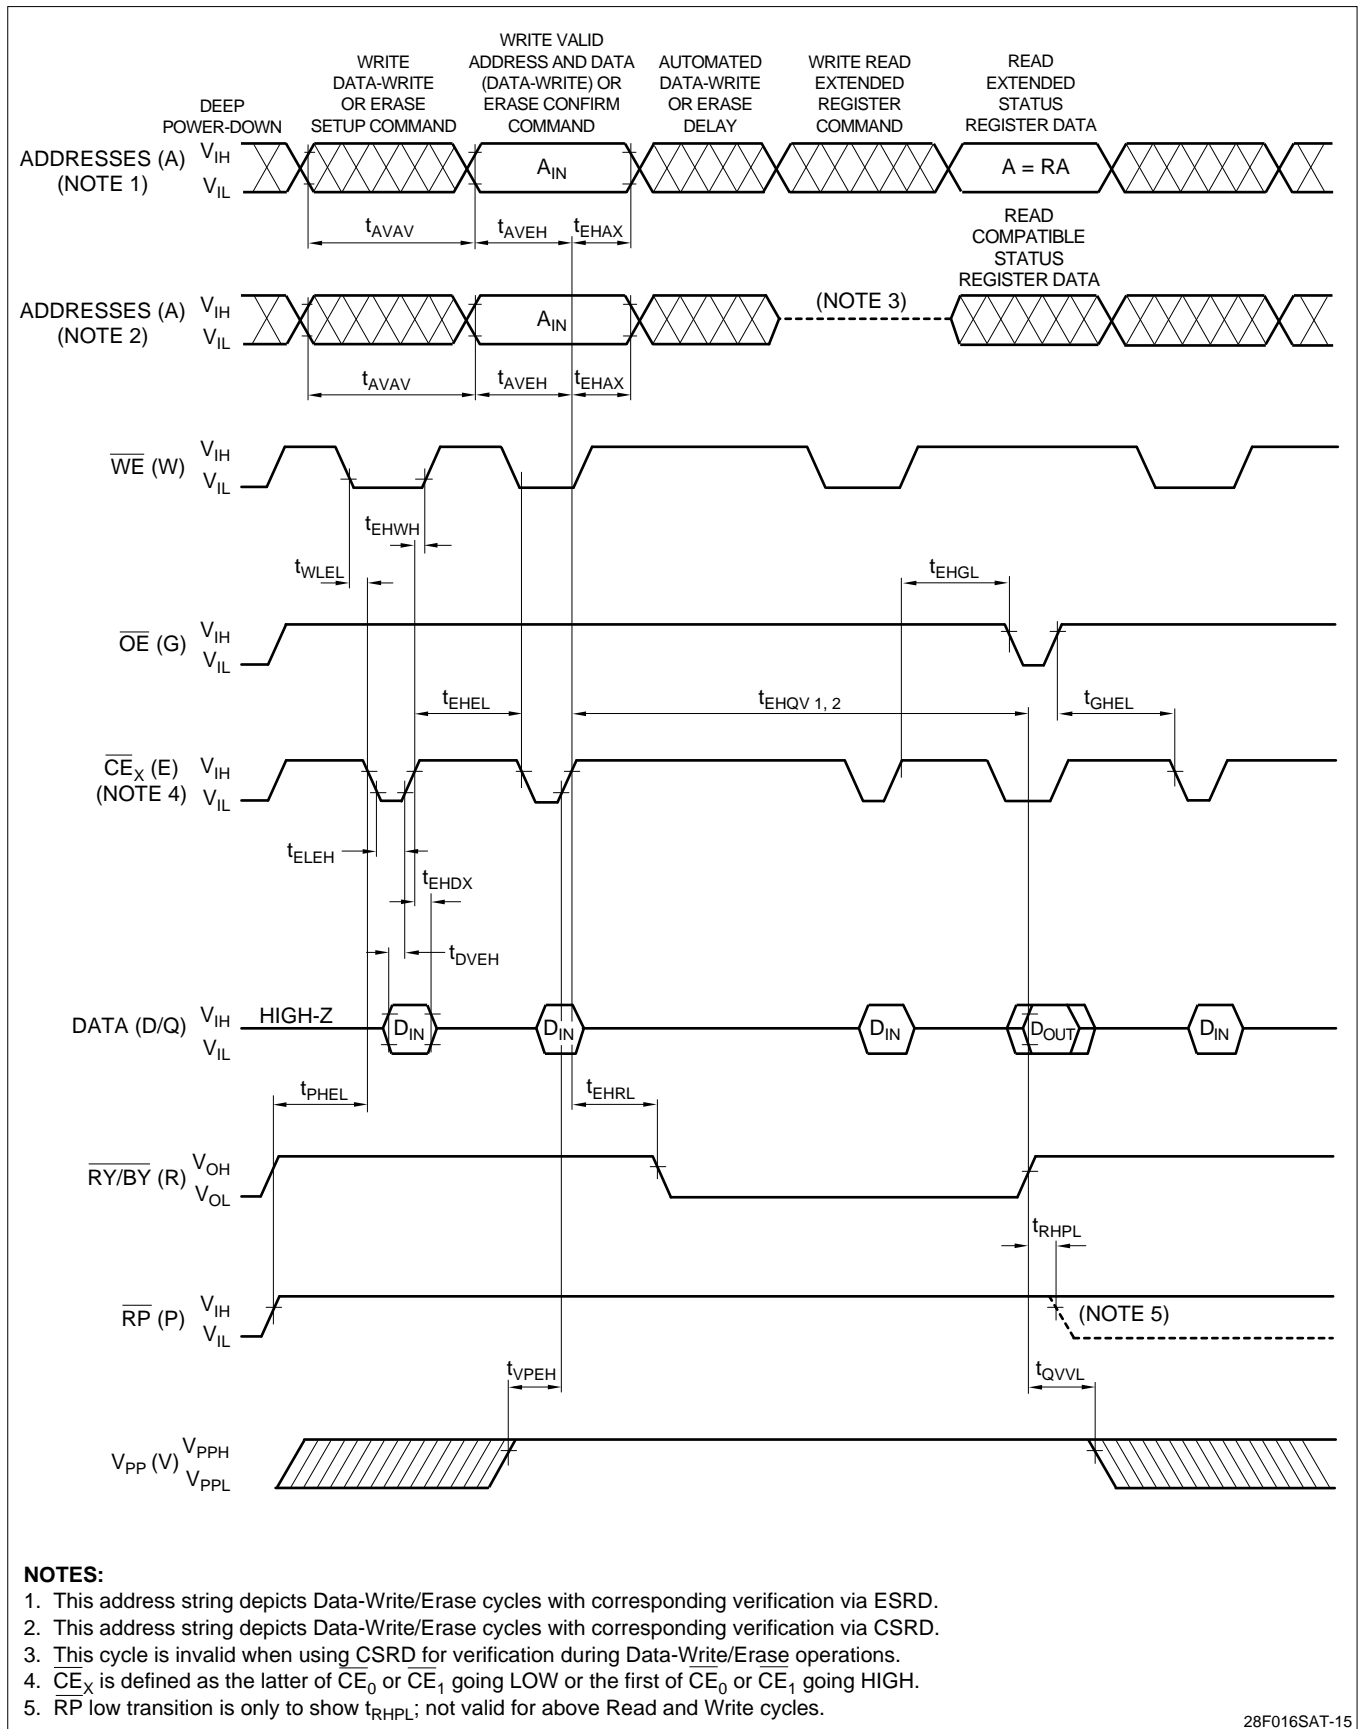 WRITE VALID
WRITE
ADDRESS AND DATA
AUTOMATED
WRITE READ
READ
DATA-WRITE
(DATA-WRITE) OR
DATA-WRITE
EXTENDED
EXTENDED
DEEP
OR ERASE
ERASE CONFIRM
OR ERASE
REGISTER
STATUS
POWER-DOWN
SETUP COMMAND
COMMAND
DELAY
COMMAND
REGISTER DATA
ADDRESSES (A)
(NOTE 1)
VIH
VIL
AIN
A = RA
tAVAV
tAVEH
tEHAX
READ
COMPATIBLE
STATUS
REGISTER DATA
ADDRESSES (A)
(NOTE 2)
VIH
VIL
AIN
(NOTE 3)
tAVAV
tAVEH
tEHAX
WE (W)
VIH
VIL
tEHWH
tWLEL
tEHGL
OE (G)
VIH
VIL
tEHEL
tEHQV 1, 2
tGHEL
CEX (E)
(NOTE 4)
VIH
VIL
tELEH
tEHDX
tDVEH
DATA (D/Q)
VIH
VIL
HIGH-Z
DIN
DIN
DIN
DOUT
DIN
tPHEL
tEHRL
RY/BY (R)
VOH
VOL
tRHPL
RP (P)
VIH
VIL
(NOTE 5)
tVPEH
tQVVL
VPP (V)
VPPH
VPPL
NOTES:
1. This address string depicts Data-Write/Erase cycles with corresponding verification via ESRD.
2. This address string depicts Data-Write/Erase cycles with corresponding verification via CSRD.
3. This cycle is invalid when using CSRD for verification during Data-Write/Erase operations.
4. CEX is defined as the latter of CE0 or CE1 going LOW or the first of CE0 or CE1 going HIGH.
5. RP low transition is only to show tRHPL; not valid for above Read and Write cycles.
28F016SAT-15